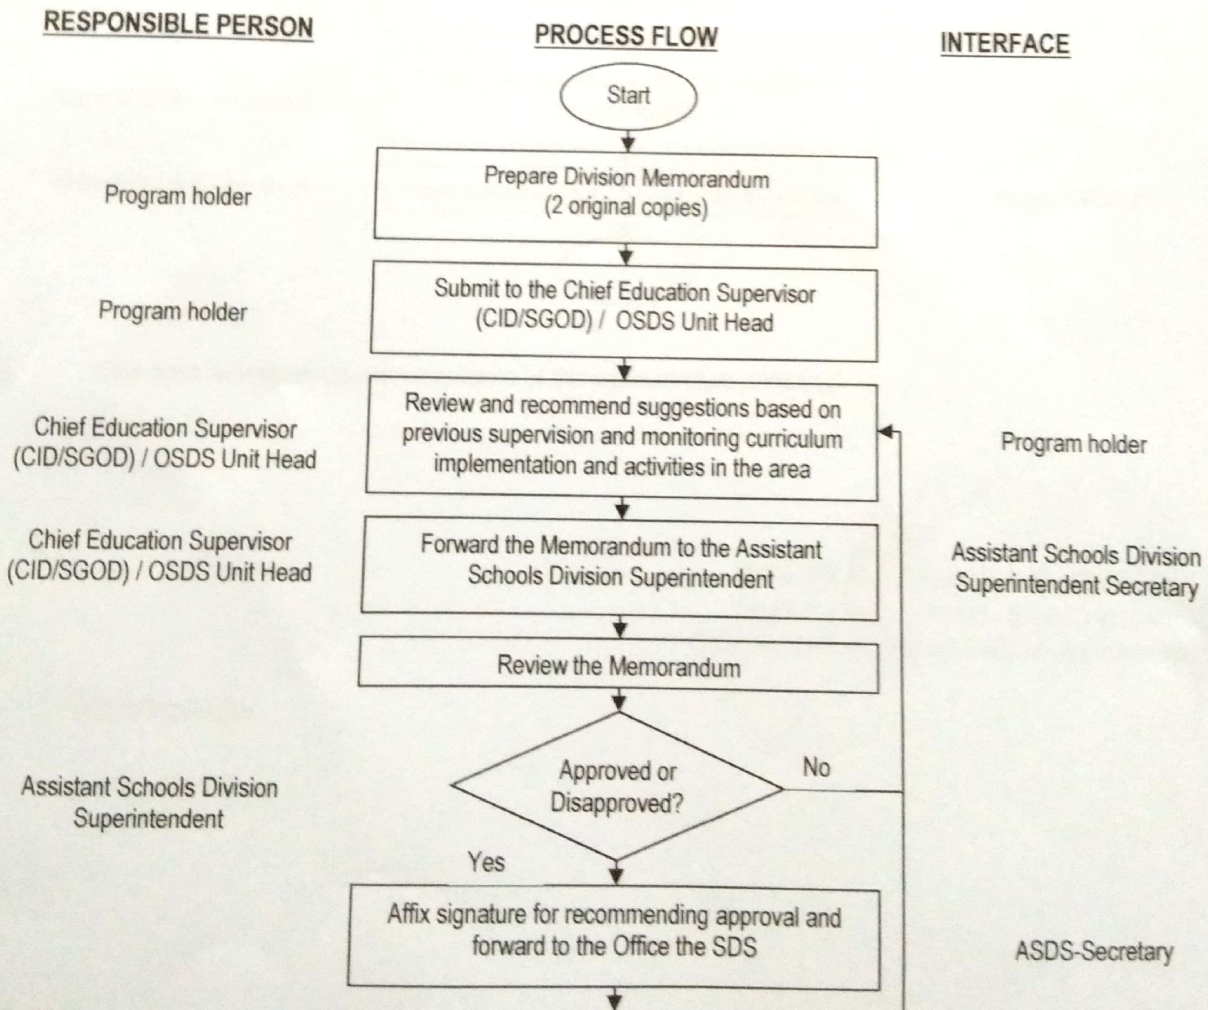 RESPONSIBLE PERSON
PROCESS FLOW
INTERFACE
Start
Program holder
Prepare Division Memorandum
(2 original copies)
Program holder
Submit to the Chief Education Supervisor
(CID/SGOD) / OSDS Unit Head
Chief Education Supervisor
(CID/SGOD) / OSDS Unit Head
Review and recommend suggestions based on
previous supervision and monitoring curriculum
implementation and activities in the area
Program holder
Chief Education Supervisor
(CID/SGOD) / OSDS Unit Head
Forward the Memorandum to the Assistant
Schools Division Superintendent
Assistant Schools Division
Superintendent Secretary
Review the Memorandum
Assistant Schools Division
Superintendent
Approved or
Disapproved?
No
Yes
Affix signature for recommending approval and
forward to the Office the SDS
ASDS-Secretary